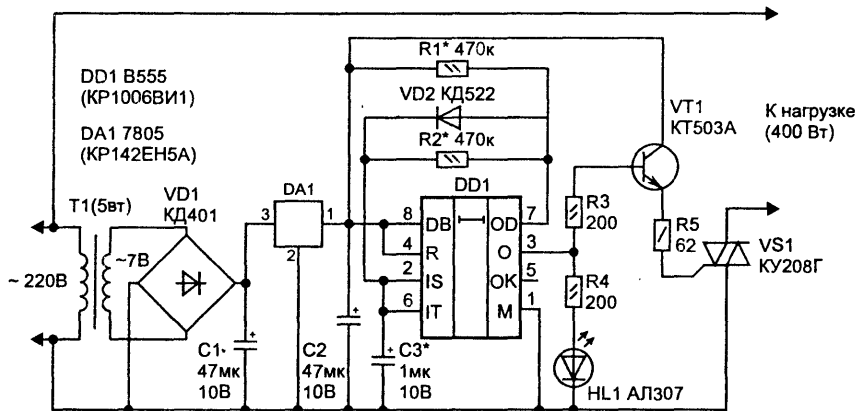 R1* 470к
DD1 В555
(КР1006ВИ1)
VD2 КД522
VT1
КТ503А
К нагрузке
(400 Вт)
DA1 7805
(КР142ЕН5А)
R2* 470к
T1(5вт)
VD1
КД401
DA1
3
1
2
DD1
8
DB
OD
7
4
R
O
3
2
IS
OK
5
6
IT
M
1
R3
200
R5
62
VS1
КУ208Г
~ 220В
~7В
R4
200
+
C1*
47мк
10В
+
C2
47мк
10В
+
C3*
1мк
10В
HL1 АЛ307